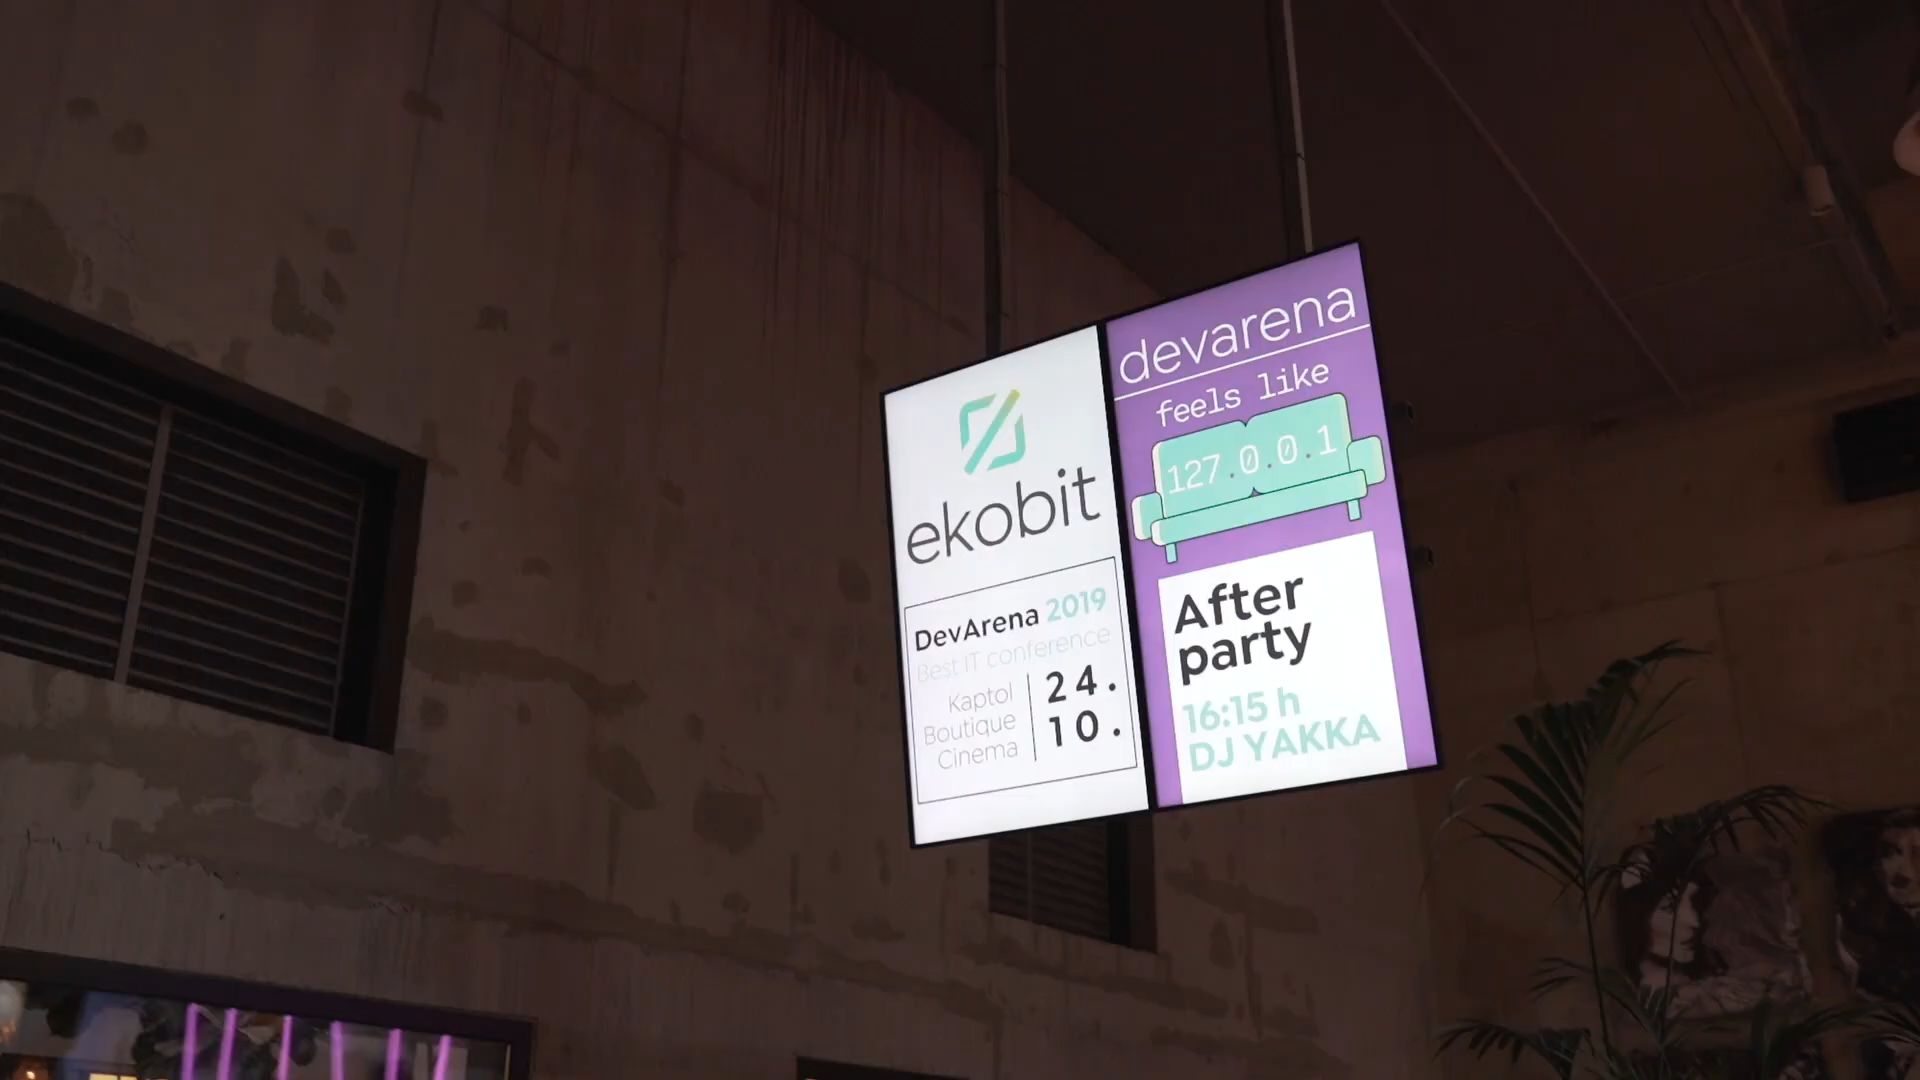 ekobit
DevArena 2019
Best IT conference
Kaptol
Boutique
Cinema
24.
10.
devarena
feels like
127.0.0.1
After
party
16:15 h
DJ YAKKA